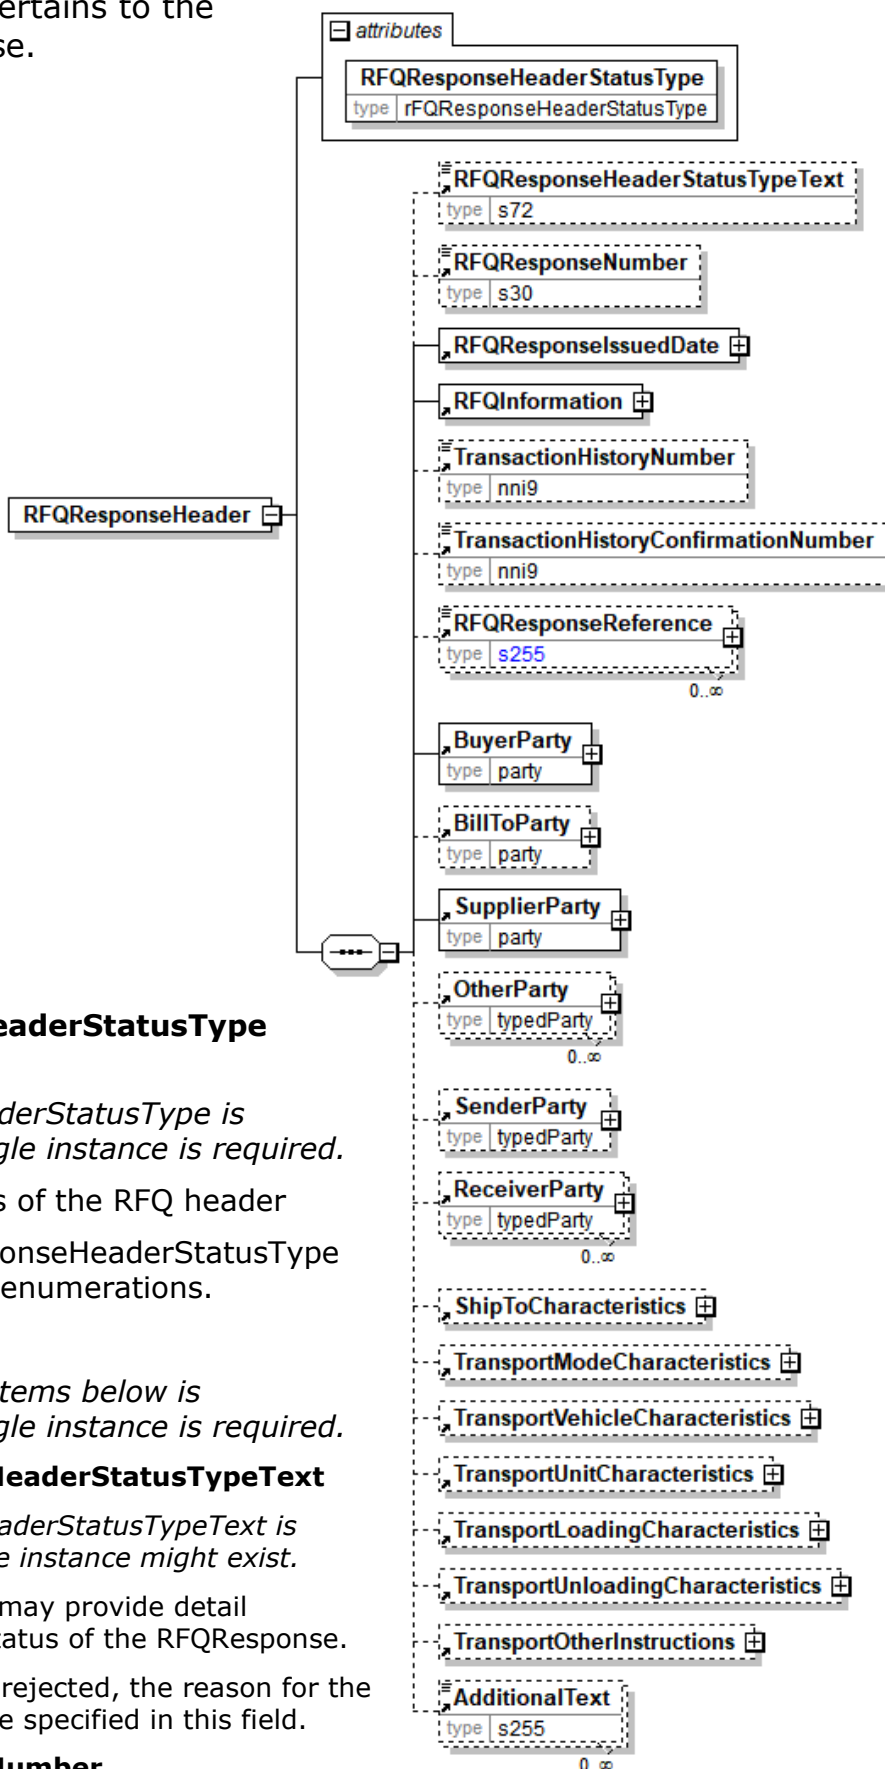 ertains to the
se.
attributes
RFQResponseHeaderStatusType
type rFQResponseHeaderStatusType
RFQResponseHeaderStatusTypeText
type s72
RFQResponseNumber
type s30
RFQResponseIssuedDate
RFQInformation
TransactionHistoryNumber
type nni9
RFQResponseHeader
TransactionHistoryConfirmationNumber
type nni9
RFQResponseReference
type s255
0..∞
BuyerParty
type party
BillToParty
type party
SupplierParty
type party
OtherParty
type typedParty
0..∞
SenderParty
type typedParty
ReceiverParty
type typedParty
0..∞
ShipToCharacteristics
TransportModeCharacteristics
TransportVehicleCharacteristics
TransportUnitCharacteristics
TransportLoadingCharacteristics
TransportUnloadingCharacteristics
TransportOtherInstructions
AdditionalText
type s255
0..∞
eaderStatusType
derStatusType is
gle instance is required.
s of the RFQ header
onseHeaderStatusType
enumerations.
tems below is
gle instance is required.
HeaderStatusTypeText
aderStatusTypeText is
e instance might exist.
may provide detail
tatus of the RFQResponse.
rejected, the reason for the
e specified in this field.
Number